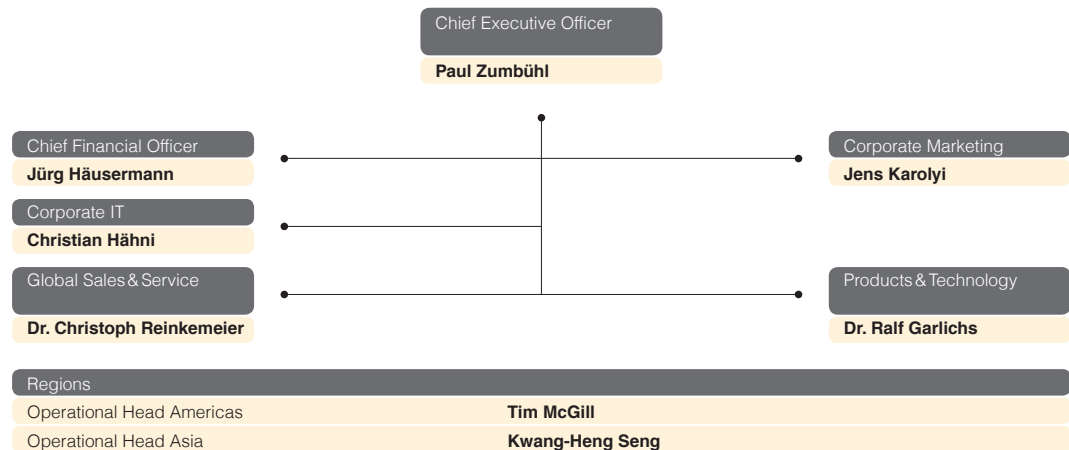 Chief Executive Officer
Paul Zumbühl
Chief Financial Officer
Jürg Häusermann
Corporate Marketing
Jens Karolyi
Corporate IT
Christian Hähni
Global Sales & Service
Dr. Christoph Reinkemeier
Products & Technology
Dr. Ralf Garlichs
Regions
Operational Head Americas Tim McGill
Operational Head Asia Kwang-Heng Seng